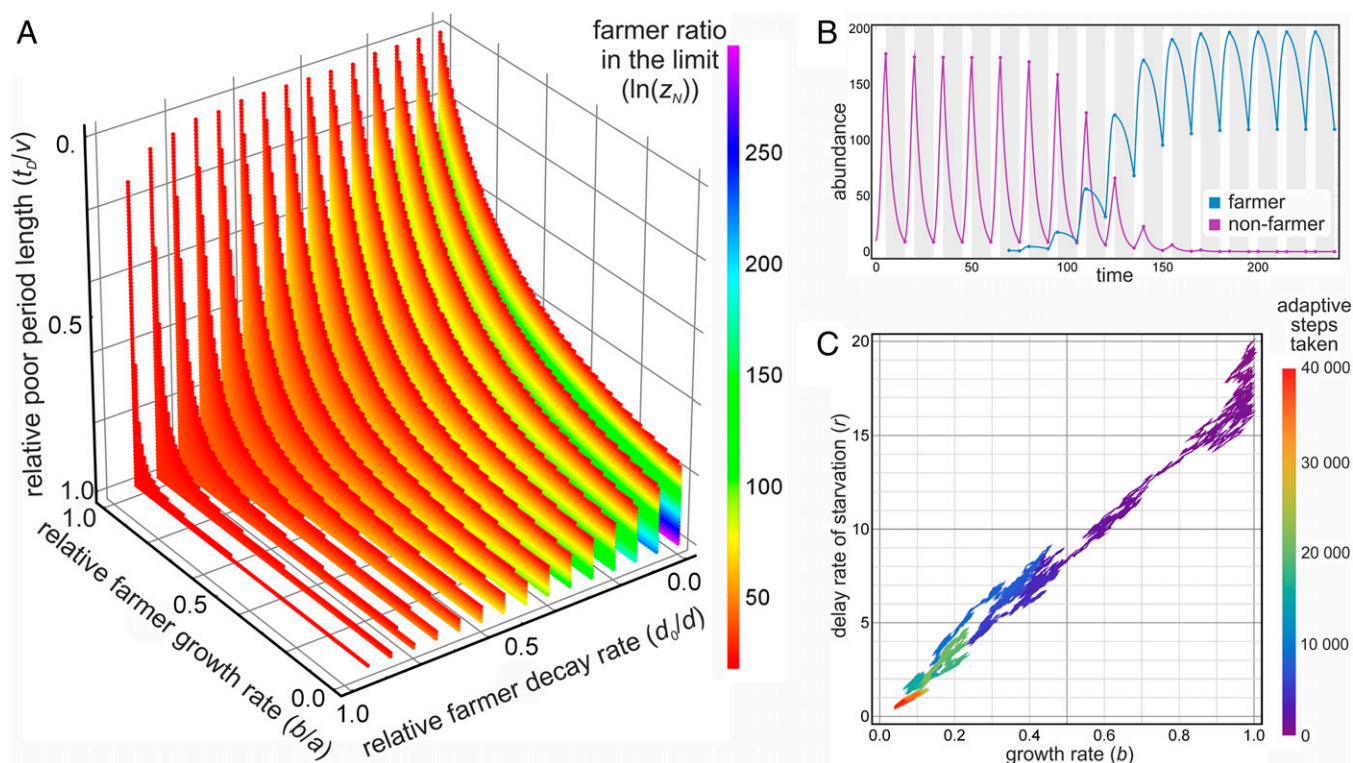 A
farmer ratio
in the limit
(ln(z_N))
250
200
150
100
50
relative poor period length (t_D/v)
0.
0.5
1.0
1.0
relative farmer growth rate (b/a)
0.5
0.0
1.0
relative farmer decay rate (d_0/d)
0.5
0.0
B
abundance
200
150
100
50
0
farmer
non-farmer
0
50
100
150
200
time
C
delay rate of starvation (r)
20
15
10
5
0
0.0
0.2
0.4
0.6
0.8
1.0
growth rate (b)
adaptive
steps
taken
40 000
30 000
20 000
10 000
0